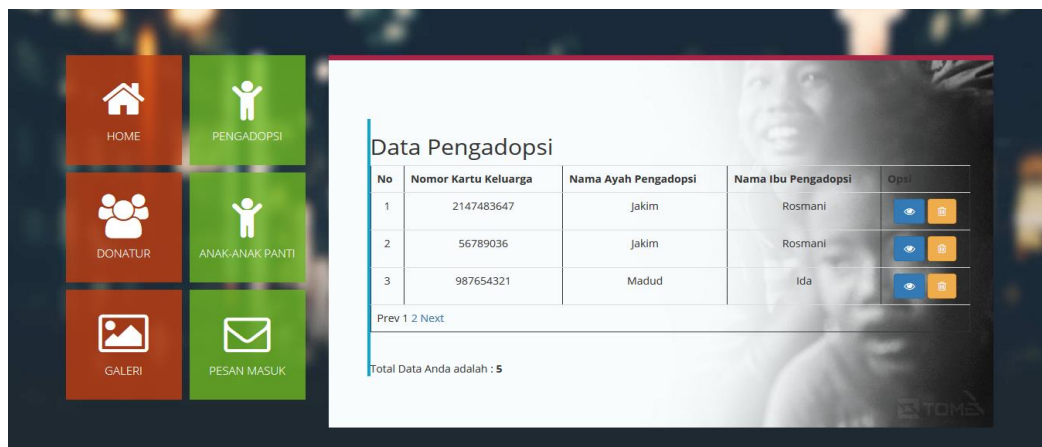 HOME
PENGADOPSI
DONATUR
ANAK-ANAK PANTI
GALERI
PESAN MASUK
Data Pengadopsi
No Nomor Kartu Keluarga Nama Ayah Pengadopsi Nama Ibu Pengadopsi Opsi
1 2147483647 Jakim Rosmani
2 56789036 Jakim Rosmani
3 987654321 Madud Ida
Prev 1 2 Next
Total Data Anda adalah : 5